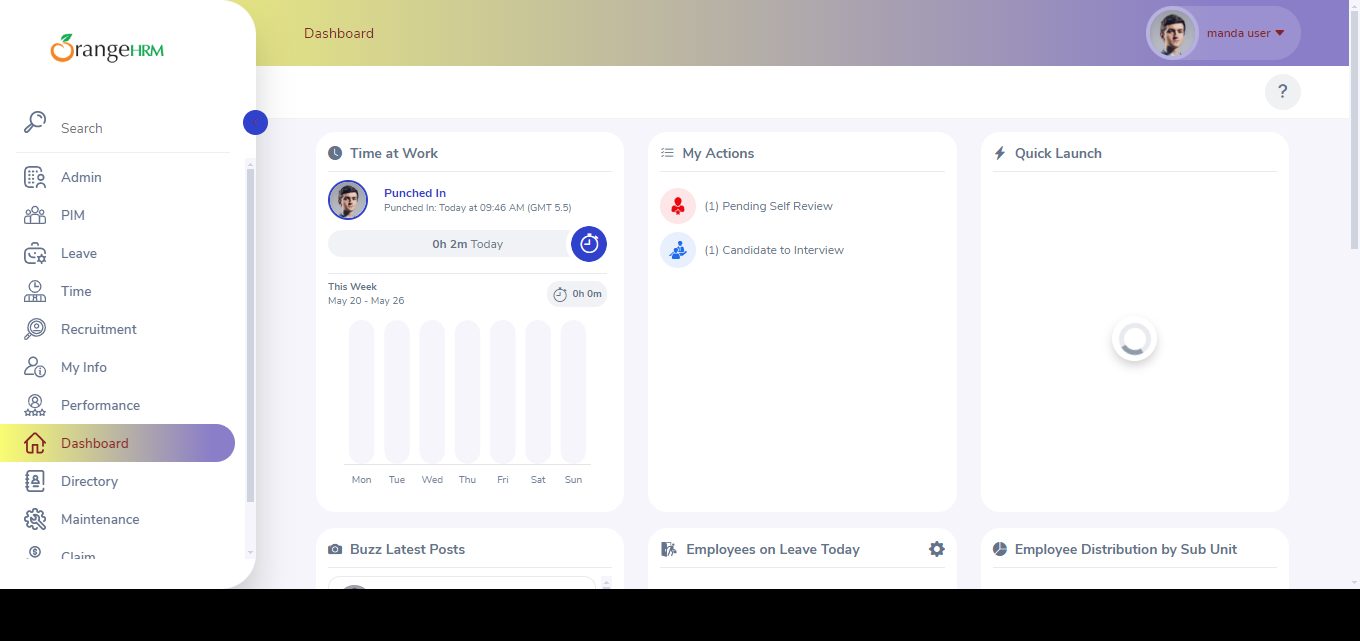 OrangeHRM
Search
Admin
PIM
Leave
Time
Recruitment
My Info
Performance
Dashboard
Directory
Maintenance
Claim
Dashboard
manda user
?
Time at Work
Punched In
Punched In: Today at 09:46 AM (GMT 5.5)
0h 2m Today
This Week
May 20 - May 26
0h 0m
Mon Tue Wed Thu Fri Sat Sun
My Actions
(1) Pending Self Review
(1) Candidate to Interview
Quick Launch
Buzz Latest Posts
Employees on Leave Today
Employee Distribution by Sub Unit